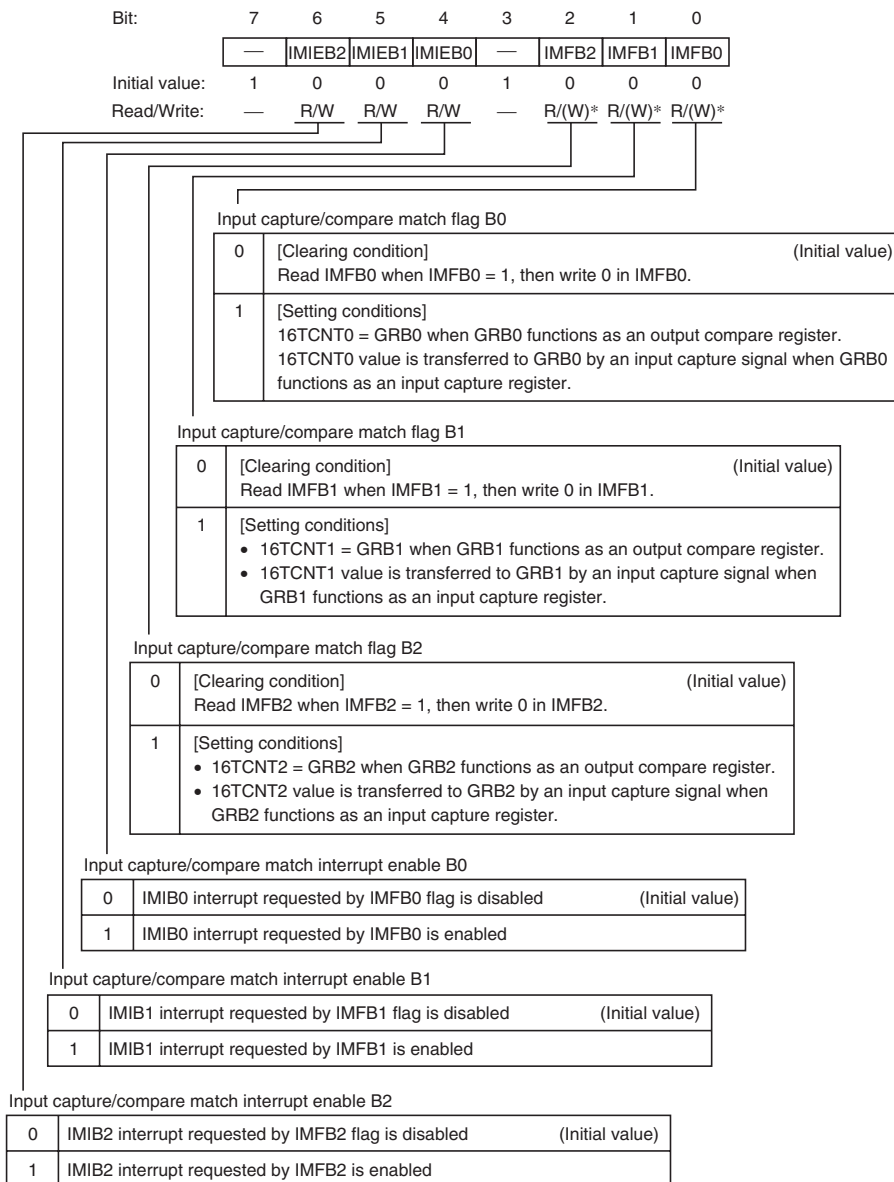 Bit: 7 6 5 4 3 2 1 0
— IMIEB2 IMIEB1 IMIEB0 — IMFB2 IMFB1 IMFB0
Initial value: 1 0 0 0 1 0 0 0
Read/Write: — R/W R/W R/W — R/(W)* R/(W)* R/(W)*
Input capture/compare match flag B0
0 [Clearing condition] (Initial value)
Read IMFB0 when IMFB0 = 1, then write 0 in IMFB0.
1 [Setting conditions]
16TCNT0 = GRB0 when GRB0 functions as an output compare register.
16TCNT0 value is transferred to GRB0 by an input capture signal when GRB0
functions as an input capture register.
Input capture/compare match flag B1
0 [Clearing condition] (Initial value)
Read IMFB1 when IMFB1 = 1, then write 0 in IMFB1.
1 [Setting conditions]
• 16TCNT1 = GRB1 when GRB1 functions as an output compare register.
• 16TCNT1 value is transferred to GRB1 by an input capture signal when
GRB1 functions as an input capture register.
Input capture/compare match flag B2
0 [Clearing condition] (Initial value)
Read IMFB2 when IMFB2 = 1, then write 0 in IMFB2.
1 [Setting conditions]
• 16TCNT2 = GRB2 when GRB2 functions as an output compare register.
• 16TCNT2 value is transferred to GRB2 by an input capture signal when
GRB2 functions as an input capture register.
Input capture/compare match interrupt enable B0
0 IMIB0 interrupt requested by IMFB0 flag is disabled (Initial value)
1 IMIB0 interrupt requested by IMFB0 is enabled
Input capture/compare match interrupt enable B1
0 IMIB1 interrupt requested by IMFB1 flag is disabled (Initial value)
1 IMIB1 interrupt requested by IMFB1 is enabled
Input capture/compare match interrupt enable B2
0 IMIB2 interrupt requested by IMFB2 flag is disabled (Initial value)
1 IMIB2 interrupt requested by IMFB2 is enabled